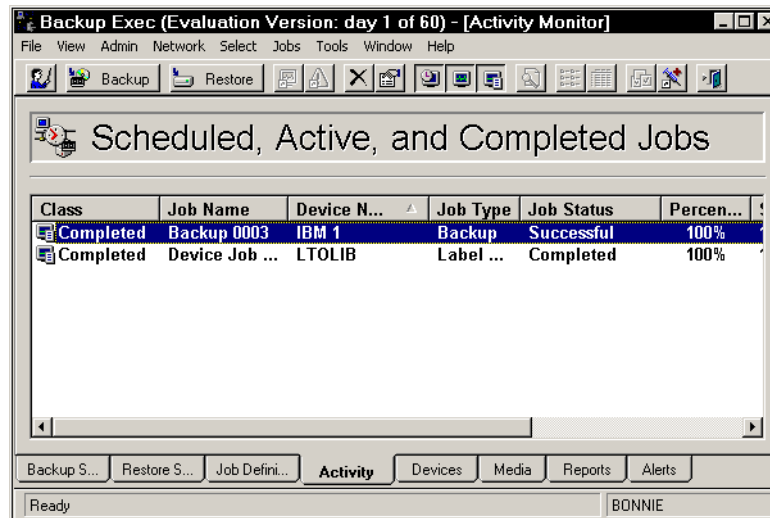 Backup Exec (Evaluation Version: day 1 of 60) - [Activity Monitor]
File View Admin Network Select Jobs Tools Window Help
Backup Restore
Scheduled, Active, and Completed Jobs
Class Job Name Device N... Job Type Job Status Percen...
Completed Backup 0003 IBM 1 Backup Successful 100%
Completed Device Job ... LTOLIB Label ... Completed 100%
Backup S... Restore S... Job Defini... Activity Devices Media Reports Alerts
Ready BONNIE